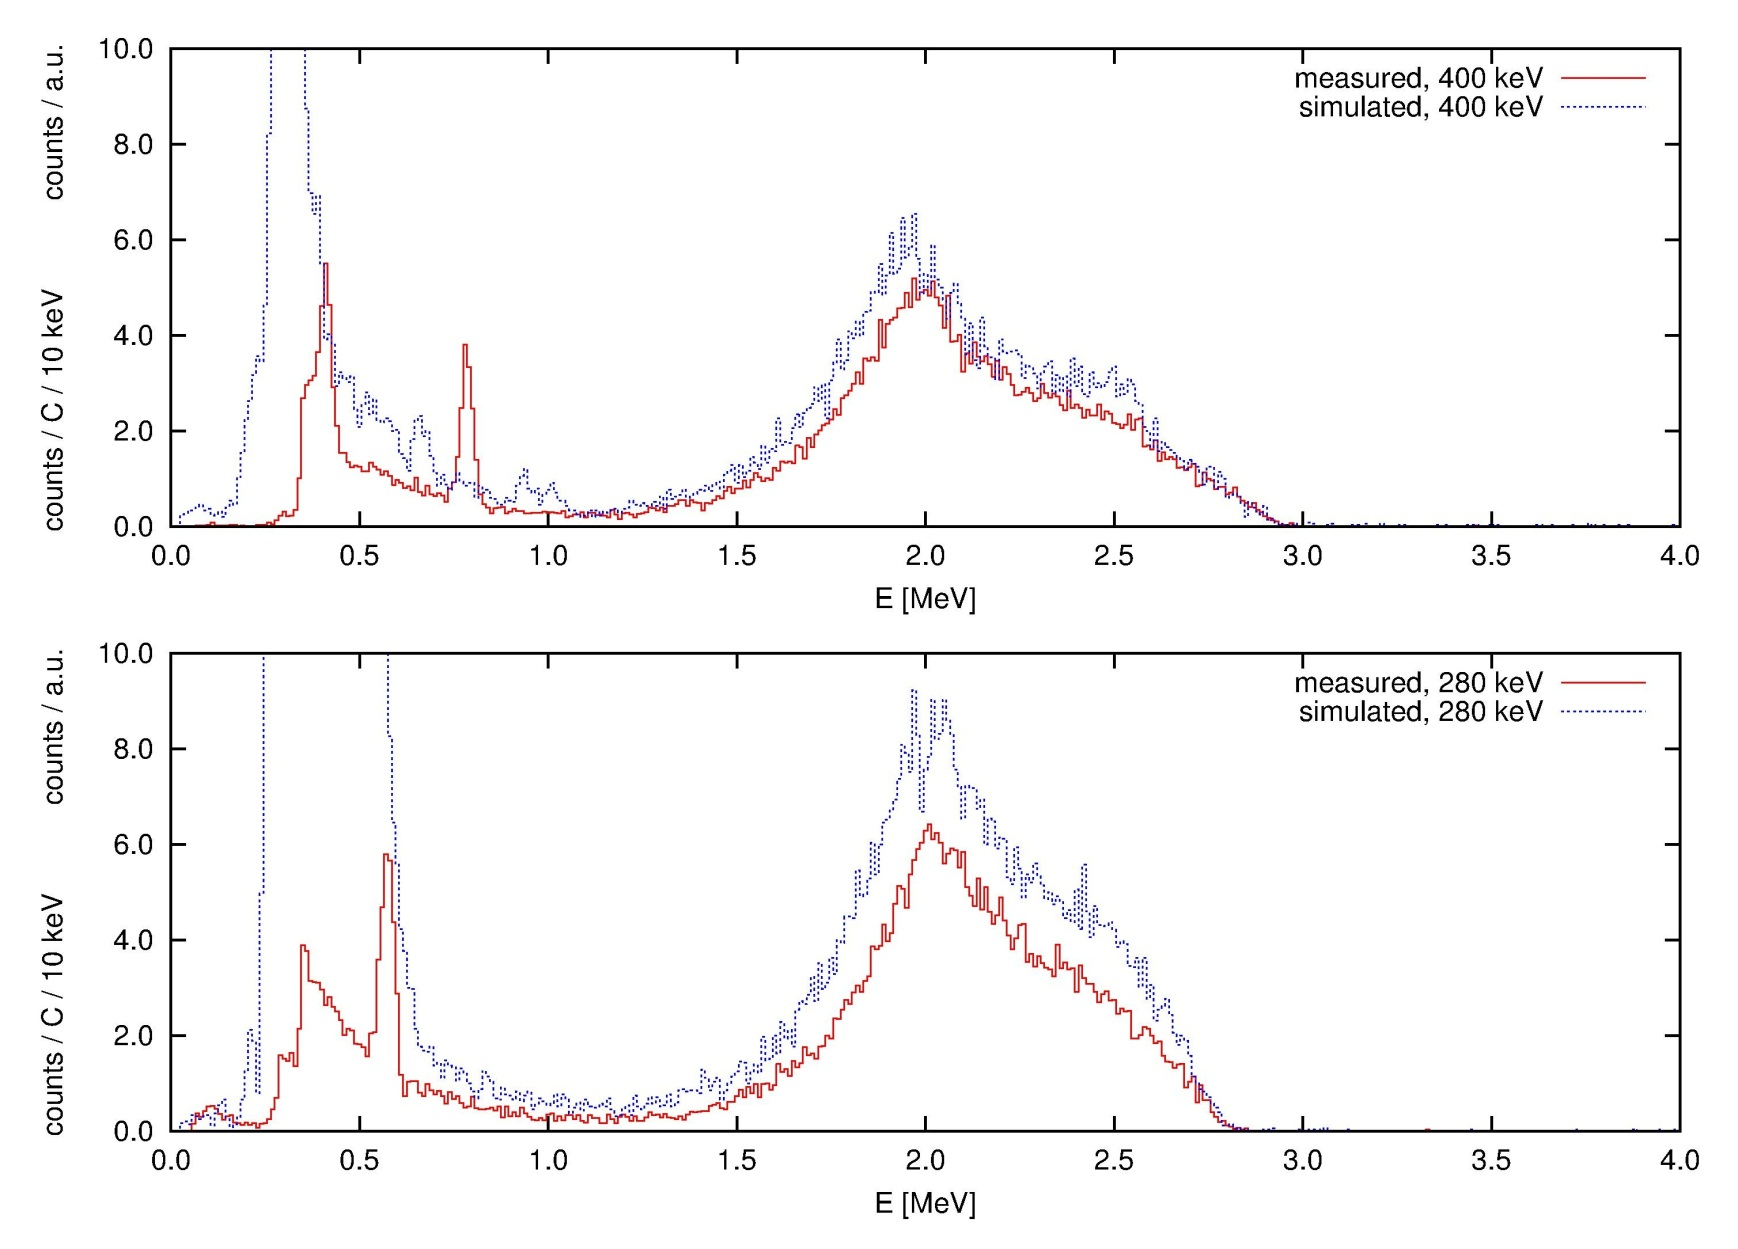 counts / C / 10 keV    counts / a.u.
10.0
8.0
6.0
4.0
2.0
0.0
measured, 400 keV
simulated, 400 keV
0.0 0.5 1.0 1.5 2.0 2.5 3.0 3.5 4.0
E [MeV]
counts / C / 10 keV    counts / a.u.
10.0
8.0
6.0
4.0
2.0
0.0
measured, 280 keV
simulated, 280 keV
0.0 0.5 1.0 1.5 2.0 2.5 3.0 3.5 4.0
E [MeV]